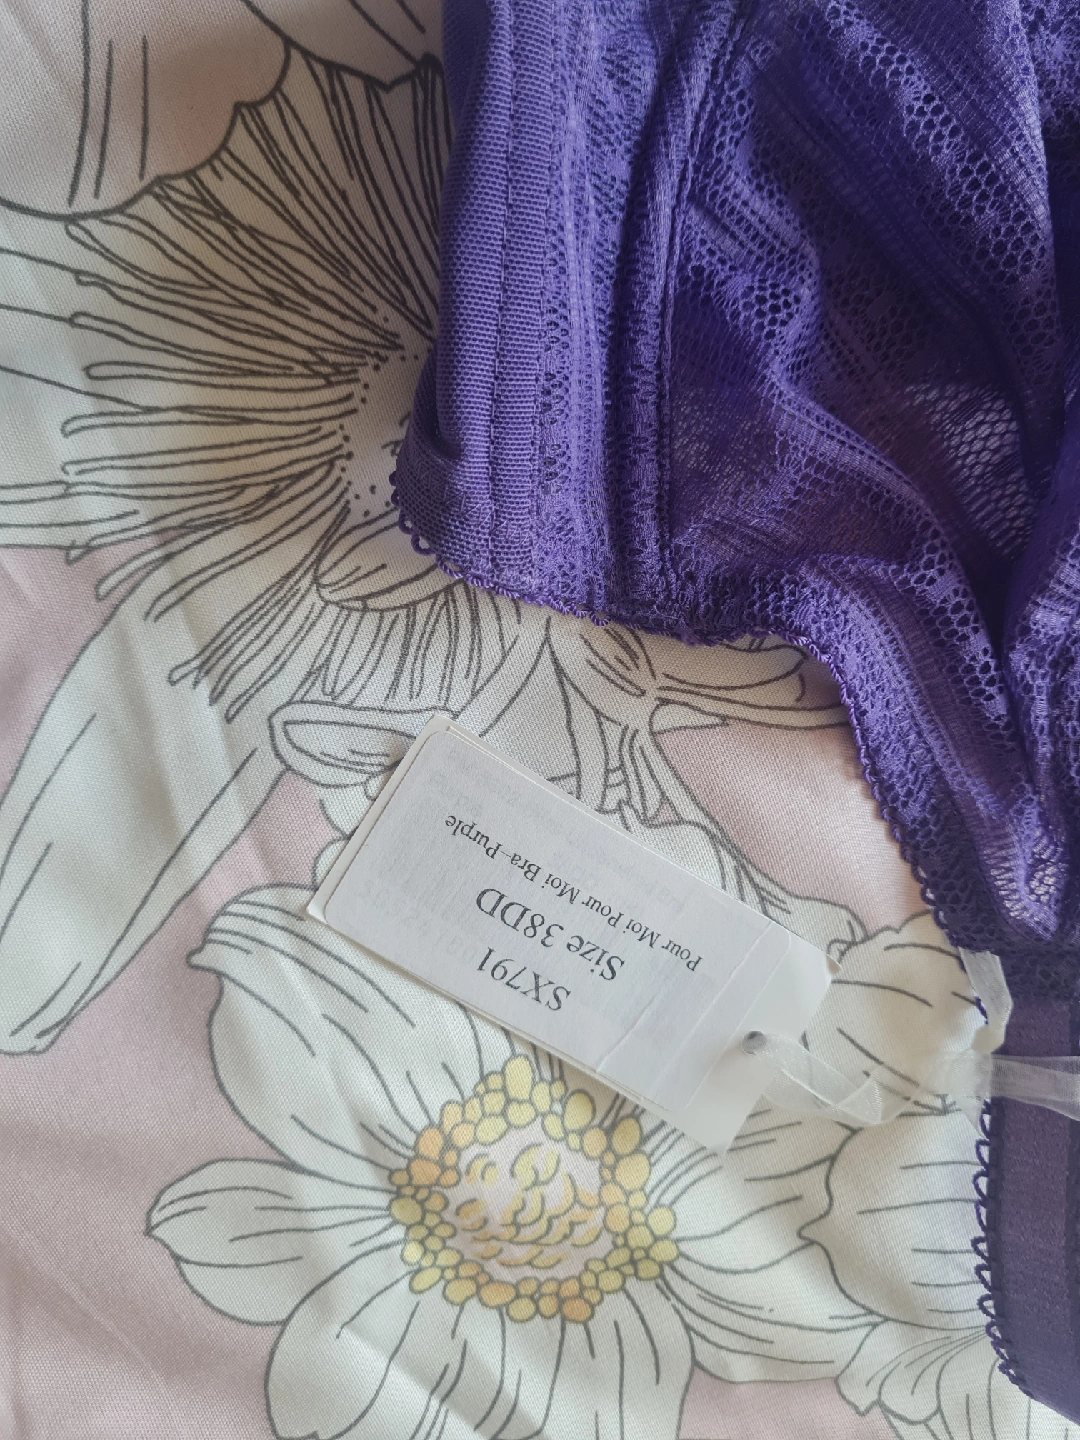 SX791
Size 38DD
Pour Moi Pour Moi Bra-Purple